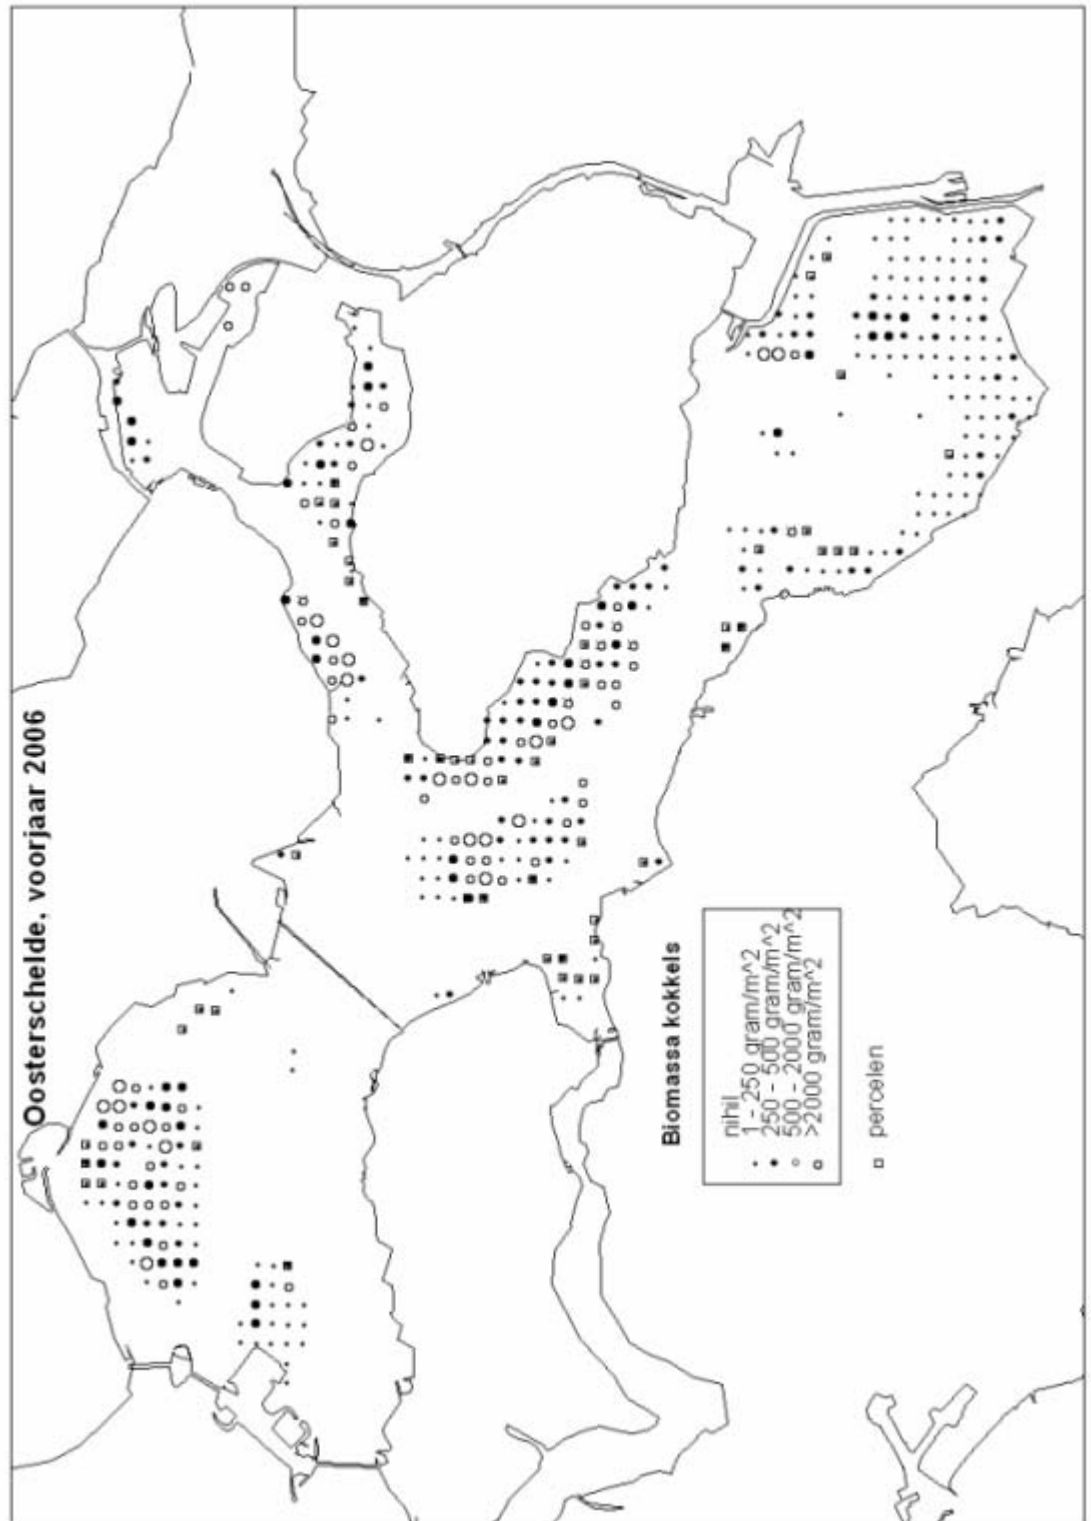 Oosterschelde, voorjaar 2006
Biomassa kokkels
nihil
1 - 250 gram/m^2
250 - 500 gram/m^2
500 - 2000 gram/m^2
>2000 gram/m^2
percelen